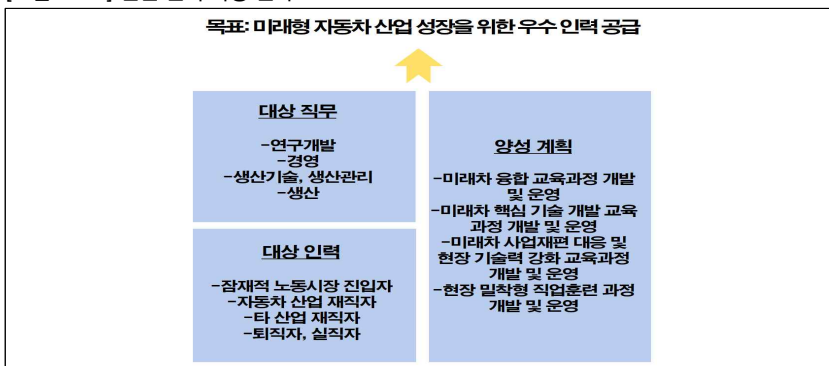 목표: 미래형 자동차 산업 성장을 위한 우수 인력 공급
대상 직무
-연구개발
-경영
-생산기술, 생산관리
-생산
대상 인력
-잠재적 노동시장 진입자
-자동차 산업 재직자
-타 산업 재직자
-퇴직자, 실직자
양성 계획
-미래차 융합 교육과정 개발
및 운영
-미래차 핵심 기술 개발 교육
과정 개발 및 운영
-미래차 사업재편 대응 및
현장 기술력 강화 교육과정
개발 및 운영
-현장 밀착형 직업훈련 과정
개발 및 운영